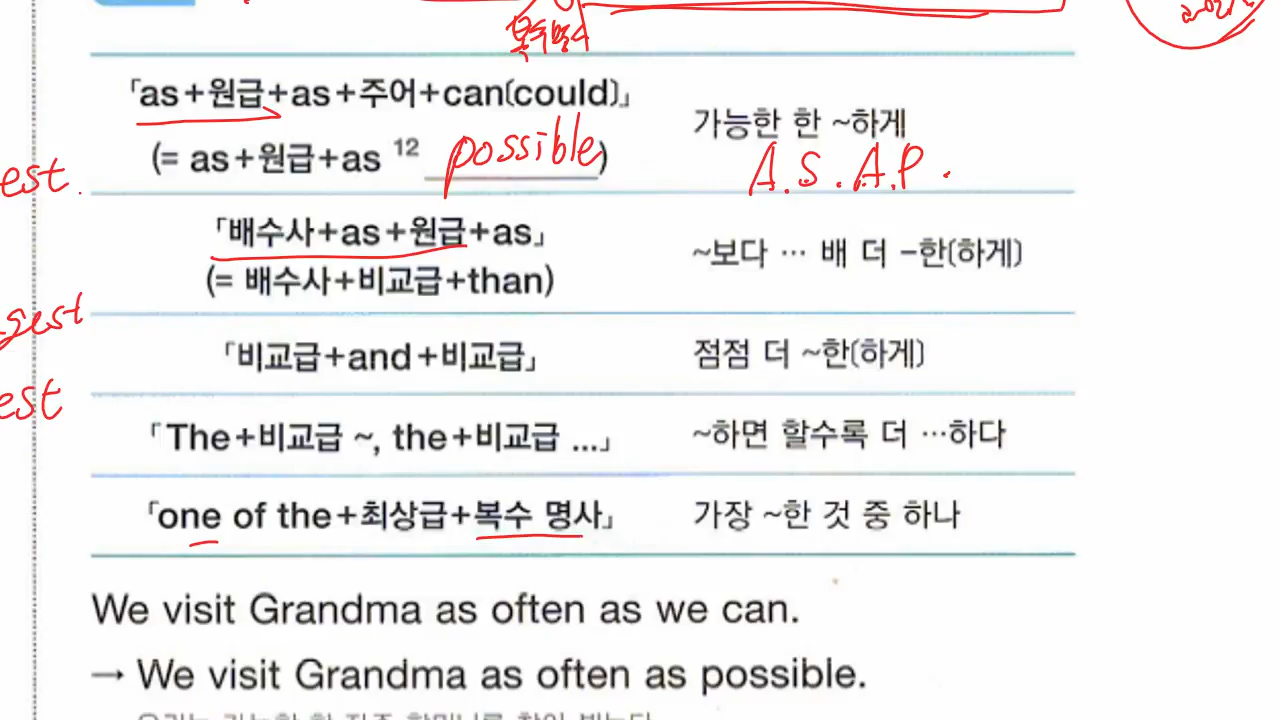 복수명사
「as+원급+as+주어+can(could)」
(= as+원급+as 12 possible)
가능한 한 ~하게
A.S.A.P.
est.
「배수사+as+원급+as」
(= 배수사+비교급+than)
~보다 … 배 더 -한(하게)
gest
「비교급+and+비교급」
점점 더 ~한(하게)
est
「The+비교급 ~, the+비교급 ...」
~하면 할수록 더 …하다
「one of the+최상급+복수 명사」
가장 ~한 것 중 하나
We visit Grandma as often as we can.
→ We visit Grandma as often as possible.